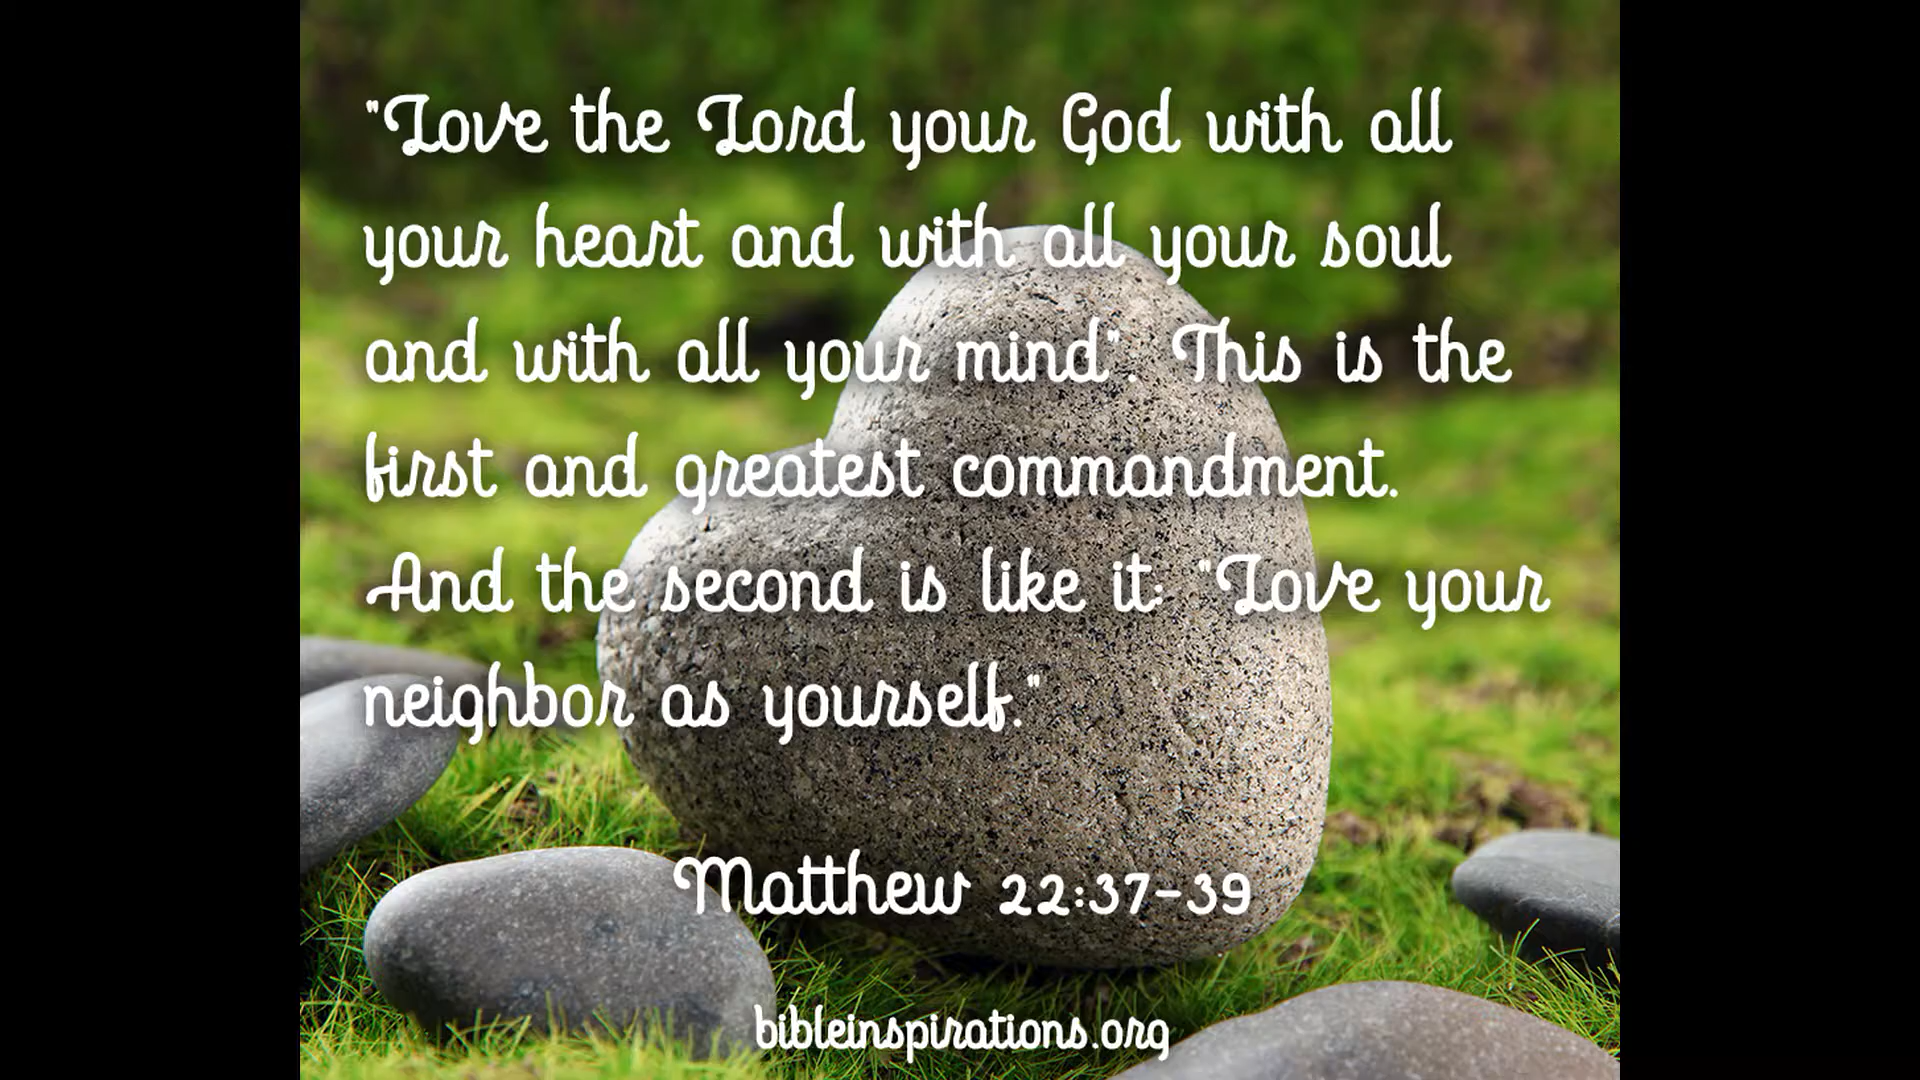 "Love the Lord your God with all
your heart and with all your soul
and with all your mind". This is the
first and greatest commandment.
And the second is like it: "Love your
neighbor as yourself."
Matthew 22:37-39
bibleinspirations.org